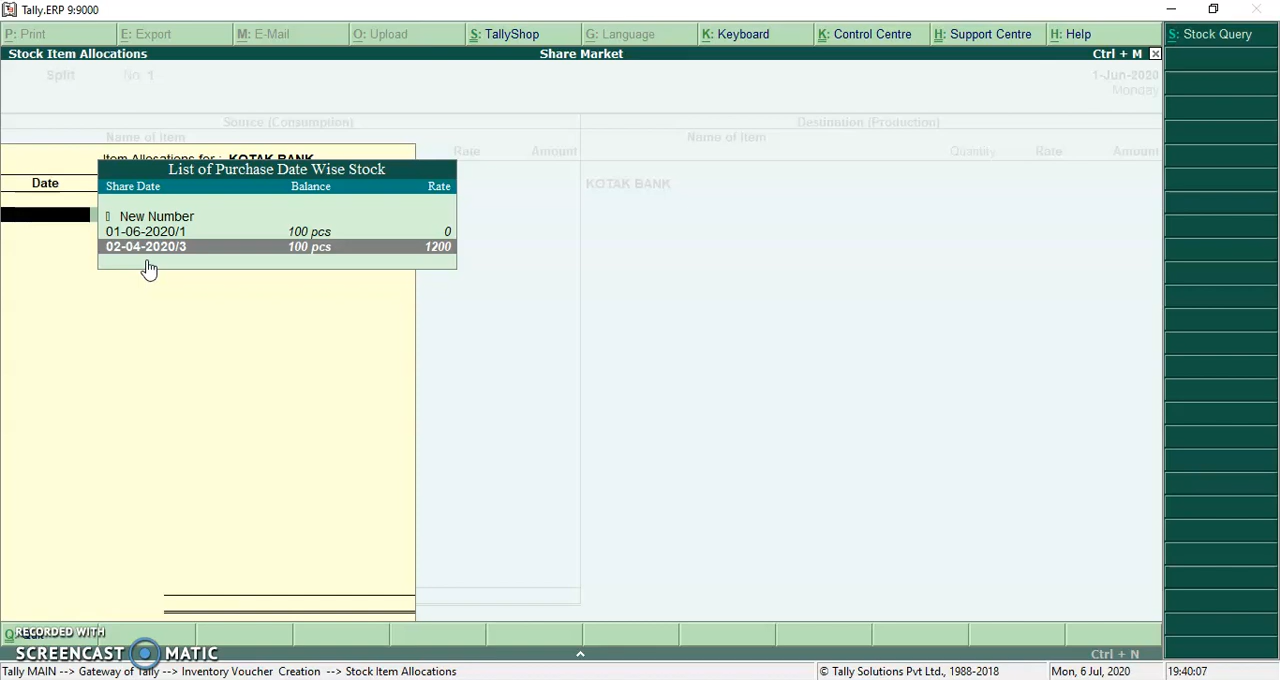 Tally.ERP 9:9000
P: Print E: Export M: E-Mail O: Upload S: TallyShop G: Language K: Keyboard K: Control Centre H: Support Centre H: Help S: Stock Query
Stock Item Allocations Share Market Ctrl + M
Split No. 1 1-Jun-2020
Monday
Source (Consumption) Destination (Production)
Name of Item Name of Item
Rate Amount Quantity Rate Amount
Item Allocations for : KOTAK BANK
List of Purchase Date Wise Stock
Date
Share Date Balance Rate
KOTAK BANK
New Number
01-06-2020/1 100 pcs 0
02-04-2020/3 100 pcs 1200
RECORDED WITH
SCREENCAST MATIC
Ctrl + N
Tally MAIN --> Gateway of Tally --> Inventory Voucher Creation --> Stock Item Allocations © Tally Solutions Pvt Ltd., 1988-2018 Mon, 6 Jul, 2020 19:40:07